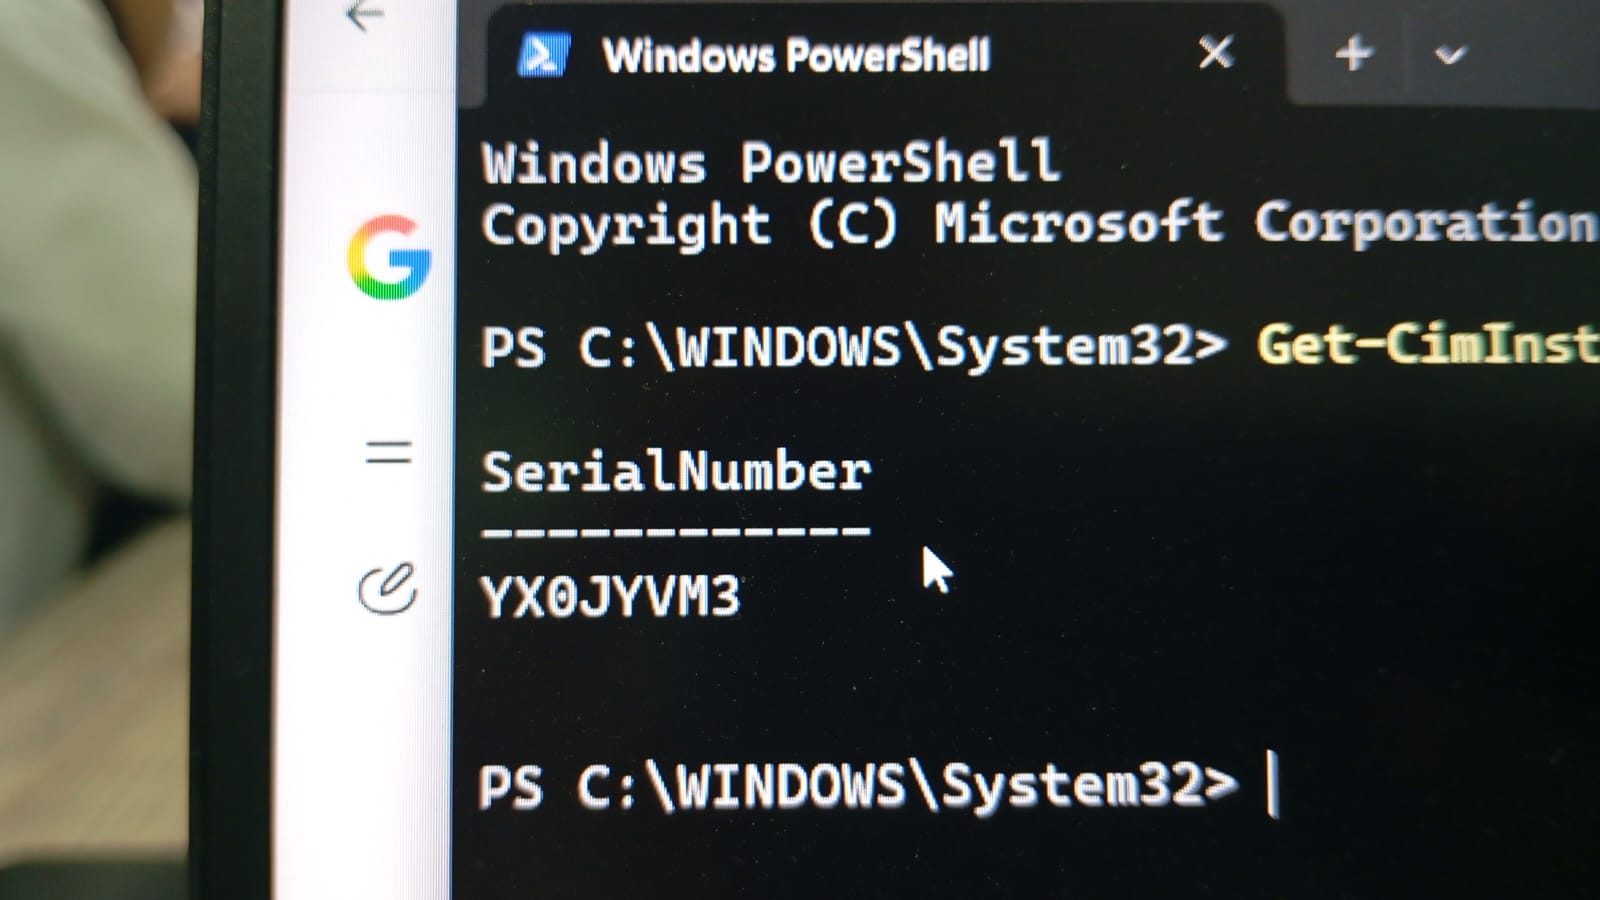 Windows PowerShell
Windows PowerShell
Copyright (C) Microsoft Corporation
PS C:\WINDOWS\System32> Get-CimInst
SerialNumber
------------
YX0JYVM3
PS C:\WINDOWS\System32>